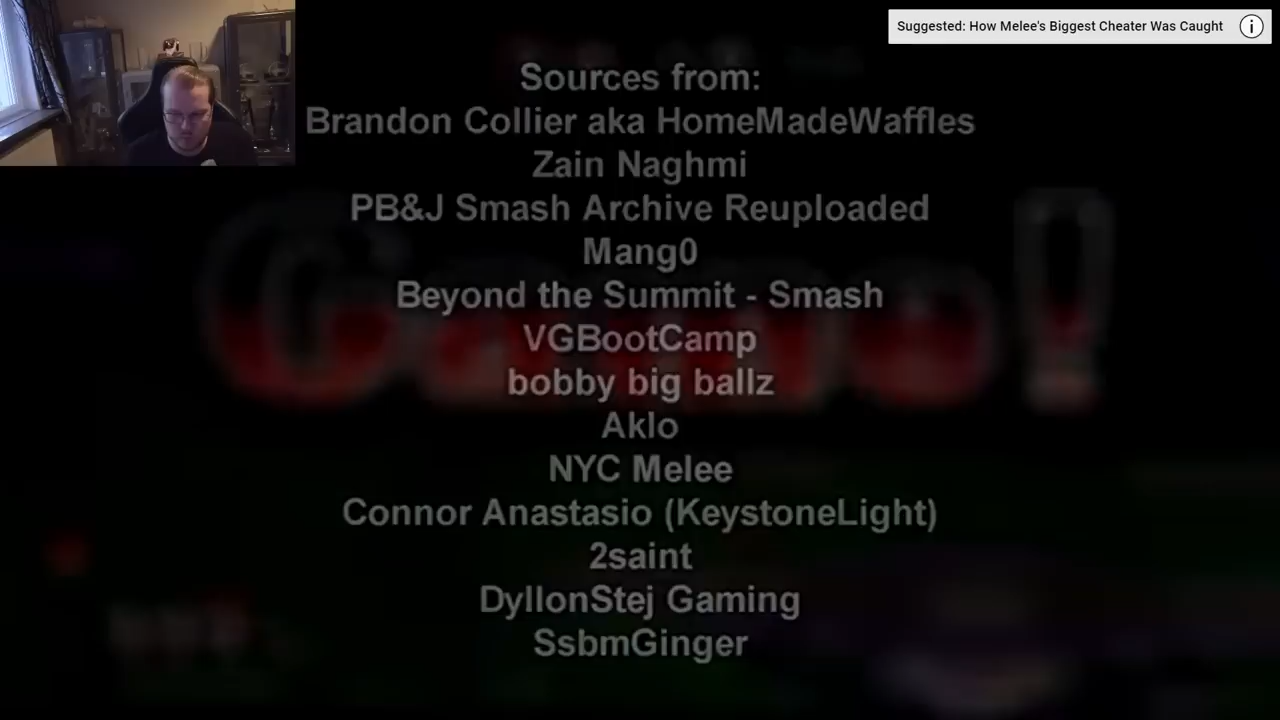 Suggested: How Melee's Biggest Cheater Was Caught
Sources from:
Brandon Collier aka HomeMadeWaffles
Zain Naghmi
PB&J Smash Archive Reuploaded
Mang0
Beyond the Summit - Smash
VGBootCamp
bobby big ballz
Aklo
NYC Melee
Connor Anastasio (KeystoneLight)
2saint
DyllonStej Gaming
SsbmGinger
Game!